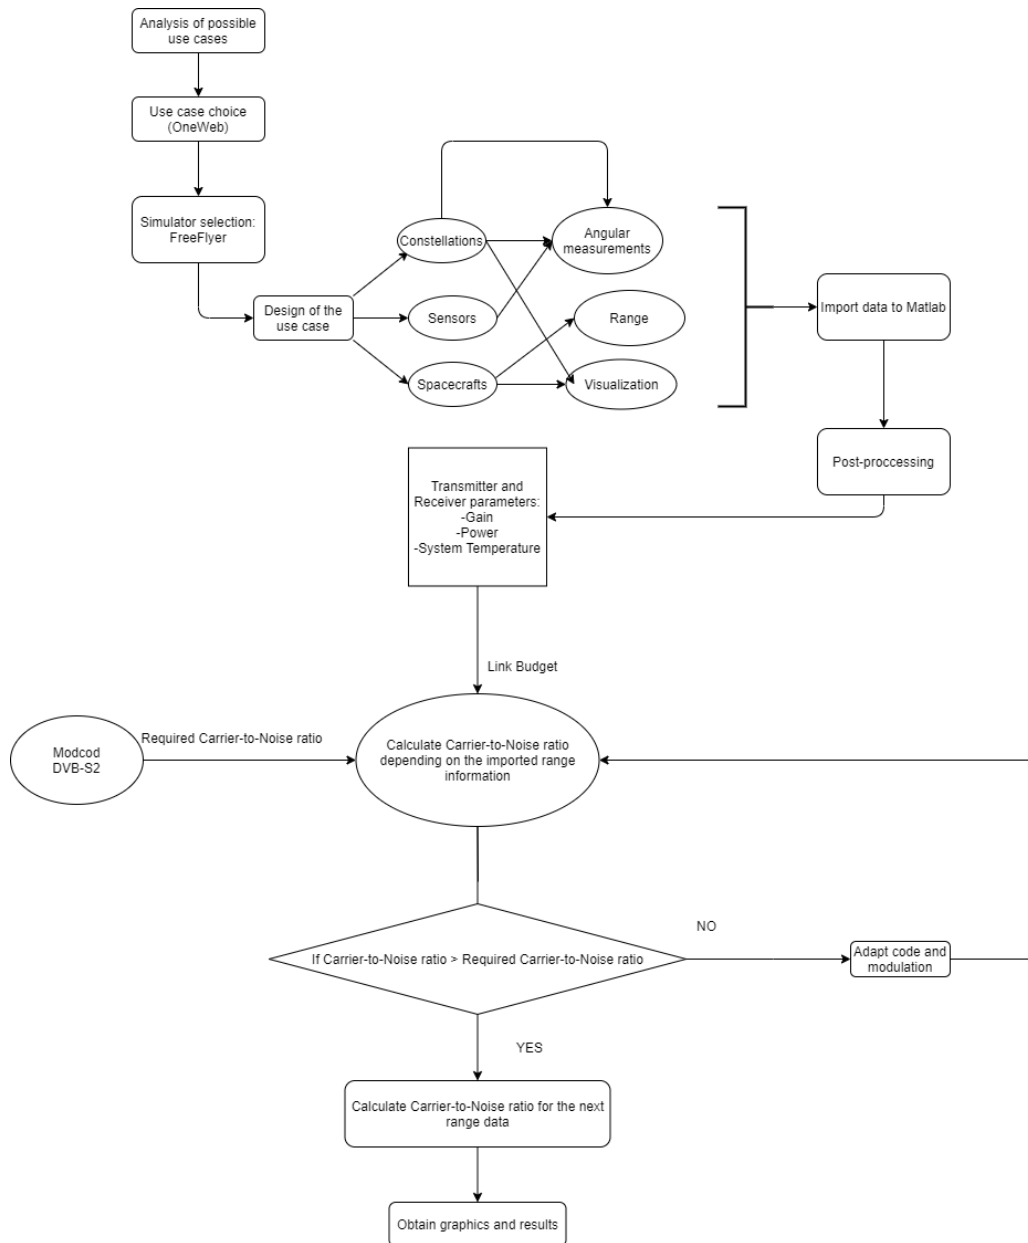 Analysis of possible
use cases
Use case choice
(OneWeb)
Simulator selection:
FreeFlyer
Design of the
use case
Constellations
Sensors
Spacecrafts
Angular
measurements
Range
Visualization
Import data to Matlab
Post-proccessing
Transmitter and
Receiver parameters:
-Gain
-Power
-System Temperature
Link Budget
Modcod
DVB-S2
Required Carrier-to-Noise ratio
Calculate Carrier-to-Noise ratio
depending on the imported range
information
If Carrier-to-Noise ratio > Required Carrier-to-Noise ratio
NO
Adapt code and
modulation
YES
Calculate Carrier-to-Noise ratio for the next
range data
Obtain graphics and results